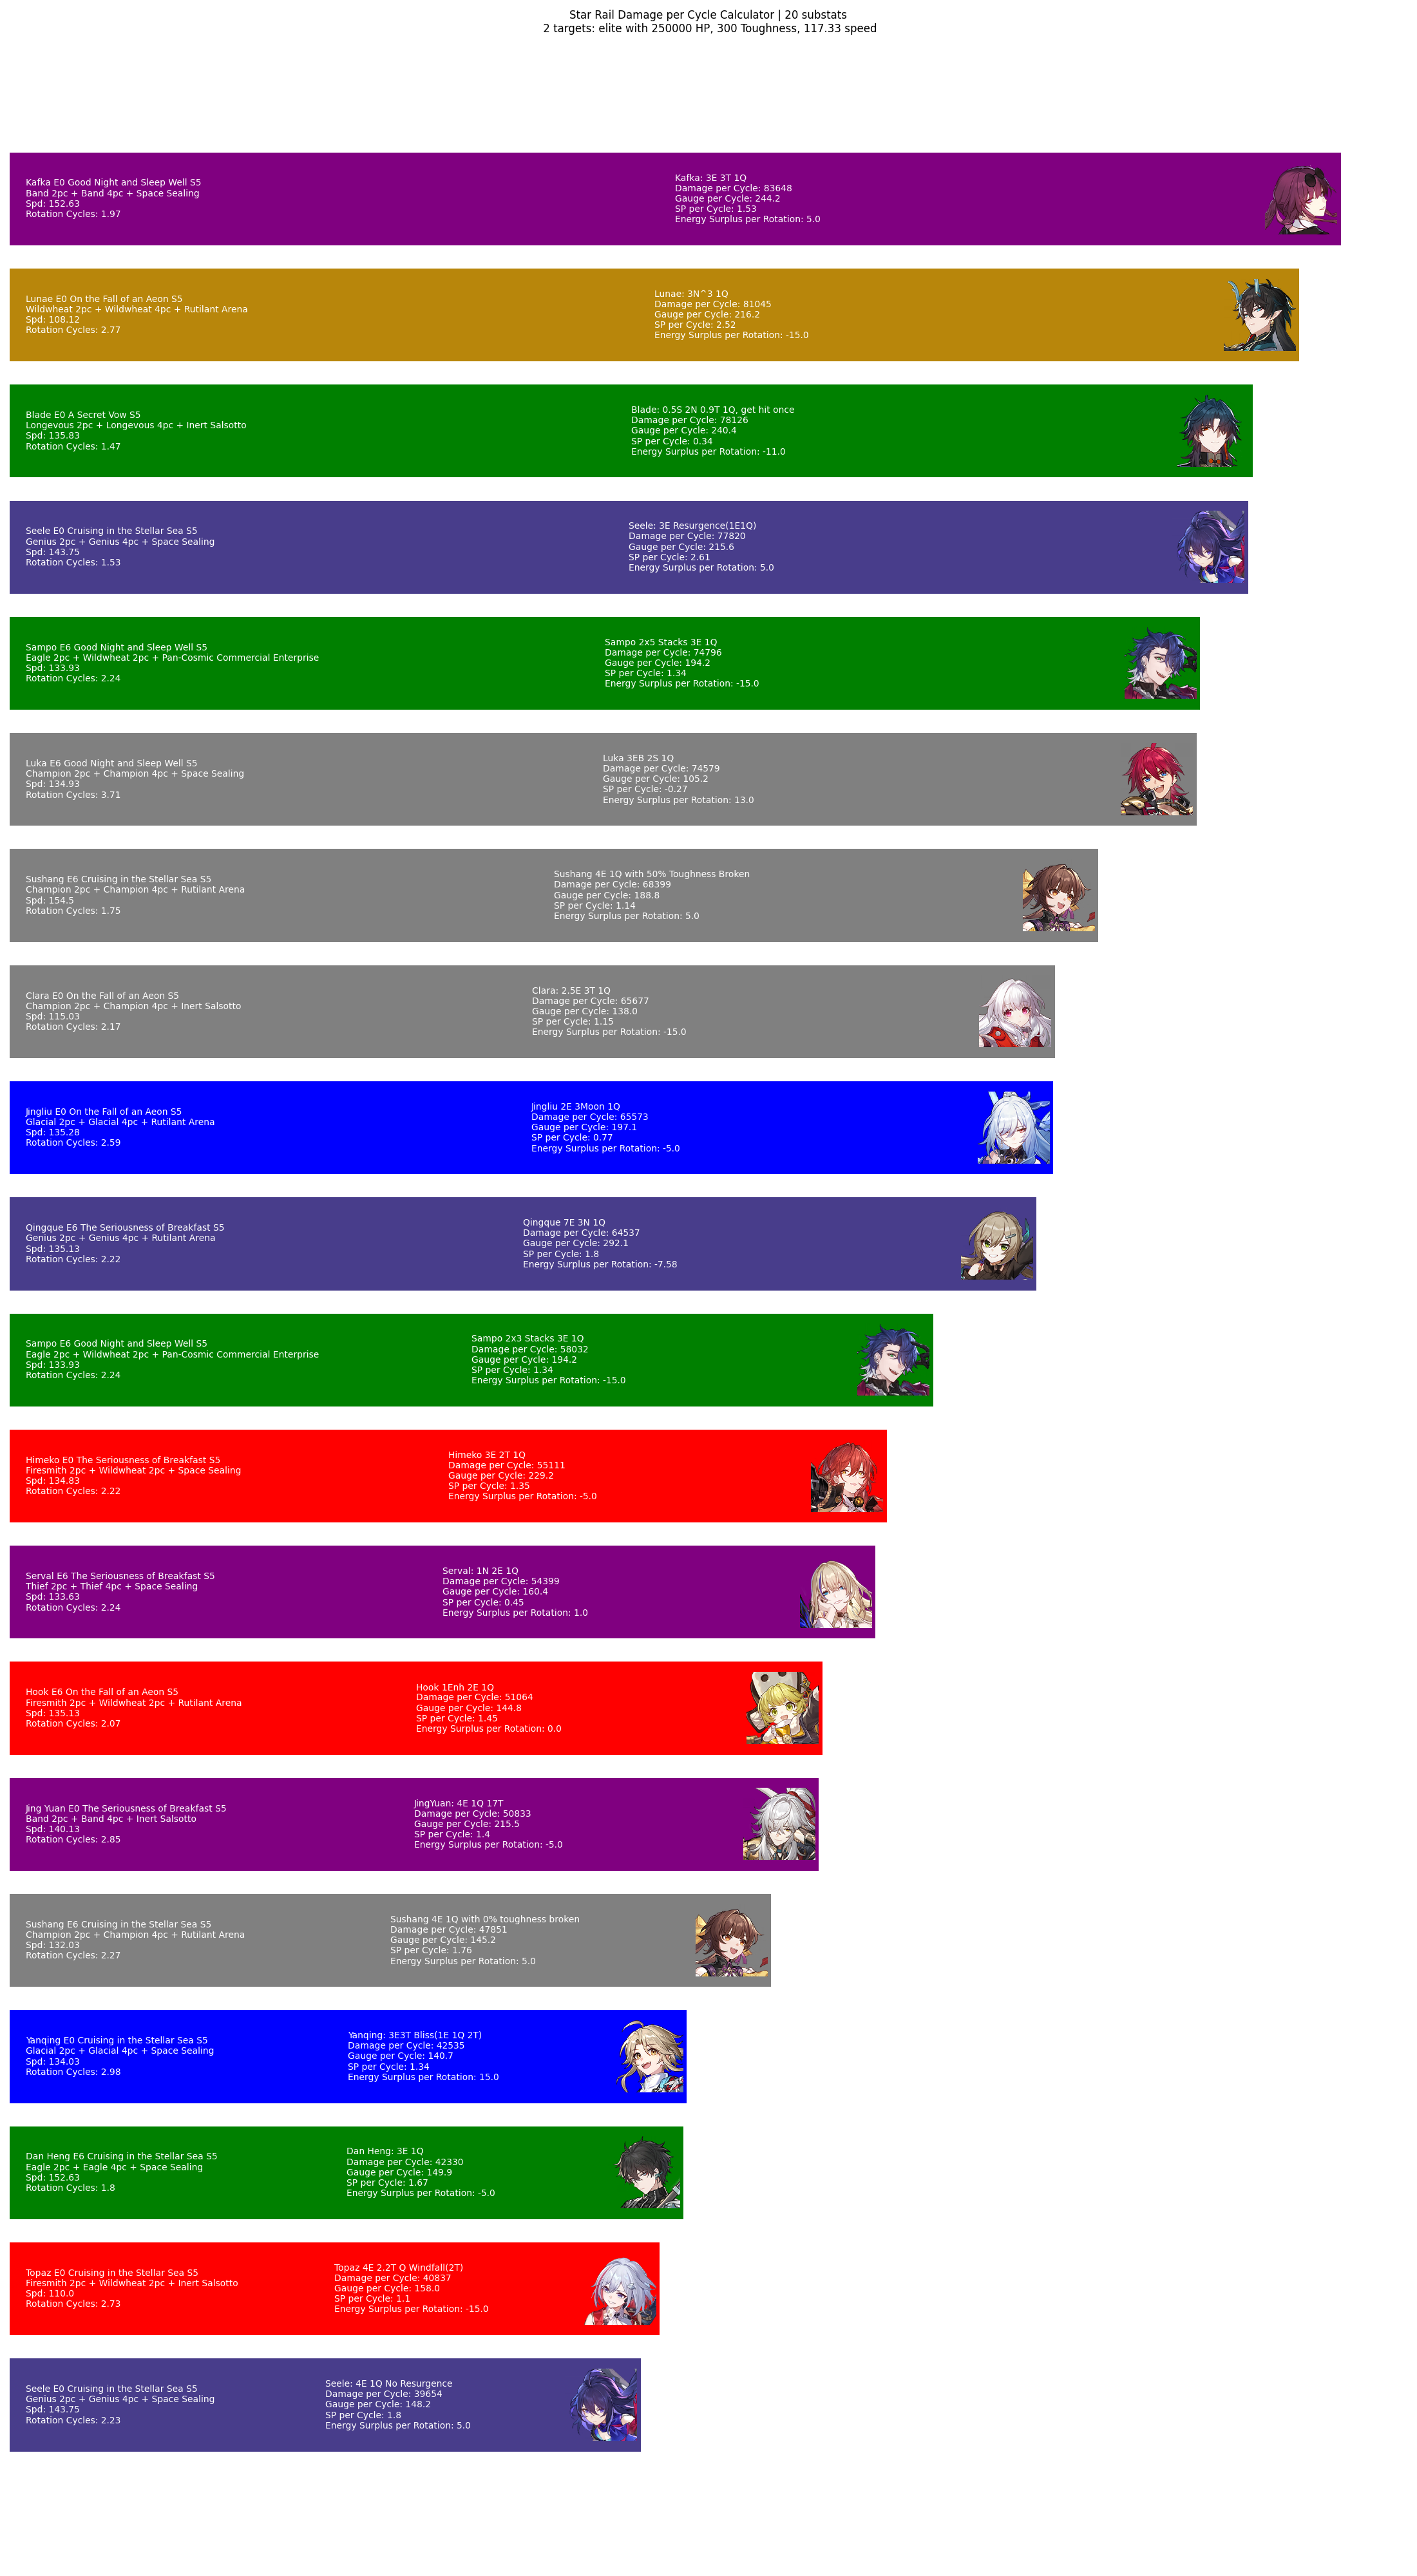 Star Rail Damage per Cycle Calculator | 20 substats
2 targets: elite with 250000 HP, 300 Toughness, 117.33 speed
Kafka E0 Good Night and Sleep Well S5
Band 2pc + Band 4pc + Space Sealing
Spd: 152.63
Rotation Cycles: 1.97
Kafka: 3E 3T 1Q
Damage per Cycle: 83648
Gauge per Cycle: 244.2
SP per Cycle: 1.53
Energy Surplus per Rotation: 5.0
Lunae E0 On the Fall of an Aeon S5
Wildwheat 2pc + Wildwheat 4pc + Rutilant Arena
Spd: 108.12
Rotation Cycles: 2.77
Lunae: 3N^3 1Q
Damage per Cycle: 81045
Gauge per Cycle: 216.2
SP per Cycle: 2.52
Energy Surplus per Rotation: -15.0
Blade E0 A Secret Vow S5
Longevous 2pc + Longevous 4pc + Inert Salsotto
Spd: 135.83
Rotation Cycles: 1.47
Blade: 0.5S 2N 0.9T 1Q, get hit once
Damage per Cycle: 78126
Gauge per Cycle: 240.4
SP per Cycle: 0.34
Energy Surplus per Rotation: -11.0
Seele E0 Cruising in the Stellar Sea S5
Genius 2pc + Genius 4pc + Space Sealing
Spd: 143.75
Rotation Cycles: 1.53
Seele: 3E Resurgence(1E1Q)
Damage per Cycle: 77820
Gauge per Cycle: 215.6
SP per Cycle: 2.61
Energy Surplus per Rotation: 5.0
Sampo E6 Good Night and Sleep Well S5
Eagle 2pc + Wildwheat 2pc + Pan-Cosmic Commercial Enterprise
Spd: 133.93
Rotation Cycles: 2.24
Sampo 2x5 Stacks 3E 1Q
Damage per Cycle: 74796
Gauge per Cycle: 194.2
SP per Cycle: 1.34
Energy Surplus per Rotation: -15.0
Luka E6 Good Night and Sleep Well S5
Champion 2pc + Champion 4pc + Space Sealing
Spd: 134.93
Rotation Cycles: 3.71
Luka 3EB 2S 1Q
Damage per Cycle: 74579
Gauge per Cycle: 105.2
SP per Cycle: -0.27
Energy Surplus per Rotation: 13.0
Sushang E6 Cruising in the Stellar Sea S5
Champion 2pc + Champion 4pc + Rutilant Arena
Spd: 154.5
Rotation Cycles: 1.75
Sushang 4E 1Q with 50% Toughness Broken
Damage per Cycle: 68399
Gauge per Cycle: 188.8
SP per Cycle: 1.14
Energy Surplus per Rotation: 5.0
Clara E0 On the Fall of an Aeon S5
Champion 2pc + Champion 4pc + Inert Salsotto
Spd: 115.03
Rotation Cycles: 2.17
Clara: 2.5E 3T 1Q
Damage per Cycle: 65677
Gauge per Cycle: 138.0
SP per Cycle: 1.15
Energy Surplus per Rotation: -15.0
Jingliu E0 On the Fall of an Aeon S5
Glacial 2pc + Glacial 4pc + Rutilant Arena
Spd: 135.28
Rotation Cycles: 2.59
Jingliu 2E 3Moon 1Q
Damage per Cycle: 65573
Gauge per Cycle: 197.1
SP per Cycle: 0.77
Energy Surplus per Rotation: -5.0
Qingque E6 The Seriousness of Breakfast S5
Genius 2pc + Genius 4pc + Rutilant Arena
Spd: 135.13
Rotation Cycles: 2.22
Qingque 7E 3N 1Q
Damage per Cycle: 64537
Gauge per Cycle: 292.1
SP per Cycle: 1.8
Energy Surplus per Rotation: -7.58
Sampo E6 Good Night and Sleep Well S5
Eagle 2pc + Wildwheat 2pc + Pan-Cosmic Commercial Enterprise
Spd: 133.93
Rotation Cycles: 2.24
Sampo 2x3 Stacks 3E 1Q
Damage per Cycle: 58032
Gauge per Cycle: 194.2
SP per Cycle: 1.34
Energy Surplus per Rotation: -15.0
Himeko E0 The Seriousness of Breakfast S5
Firesmith 2pc + Wildwheat 2pc + Space Sealing
Spd: 134.83
Rotation Cycles: 2.22
Himeko 3E 2T 1Q
Damage per Cycle: 55111
Gauge per Cycle: 229.2
SP per Cycle: 1.35
Energy Surplus per Rotation: -5.0
Serval E6 The Seriousness of Breakfast S5
Thief 2pc + Thief 4pc + Space Sealing
Spd: 133.63
Rotation Cycles: 2.24
Serval: 1N 2E 1Q
Damage per Cycle: 54399
Gauge per Cycle: 160.4
SP per Cycle: 0.45
Energy Surplus per Rotation: 1.0
Hook E6 On the Fall of an Aeon S5
Firesmith 2pc + Wildwheat 2pc + Rutilant Arena
Spd: 135.13
Rotation Cycles: 2.07
Hook 1Enh 2E 1Q
Damage per Cycle: 51064
Gauge per Cycle: 144.8
SP per Cycle: 1.45
Energy Surplus per Rotation: 0.0
Jing Yuan E0 The Seriousness of Breakfast S5
Band 2pc + Band 4pc + Inert Salsotto
Spd: 140.13
Rotation Cycles: 2.85
JingYuan: 4E 1Q 17T
Damage per Cycle: 50833
Gauge per Cycle: 215.5
SP per Cycle: 1.4
Energy Surplus per Rotation: -5.0
Sushang E6 Cruising in the Stellar Sea S5
Champion 2pc + Champion 4pc + Rutilant Arena
Spd: 132.03
Rotation Cycles: 2.27
Sushang 4E 1Q with 0% toughness broken
Damage per Cycle: 47851
Gauge per Cycle: 145.2
SP per Cycle: 1.76
Energy Surplus per Rotation: 5.0
Yanqing E0 Cruising in the Stellar Sea S5
Glacial 2pc + Glacial 4pc + Space Sealing
Spd: 134.03
Rotation Cycles: 2.98
Yanqing: 3E3T Bliss(1E 1Q 2T)
Damage per Cycle: 42535
Gauge per Cycle: 140.7
SP per Cycle: 1.34
Energy Surplus per Rotation: 15.0
Dan Heng E6 Cruising in the Stellar Sea S5
Eagle 2pc + Eagle 4pc + Space Sealing
Spd: 152.63
Rotation Cycles: 1.8
Dan Heng: 3E 1Q
Damage per Cycle: 42330
Gauge per Cycle: 149.9
SP per Cycle: 1.67
Energy Surplus per Rotation: -5.0
Topaz E0 Cruising in the Stellar Sea S5
Firesmith 2pc + Wildwheat 2pc + Inert Salsotto
Spd: 110.0
Rotation Cycles: 2.73
Topaz 4E 2.2T Q Windfall(2T)
Damage per Cycle: 40837
Gauge per Cycle: 158.0
SP per Cycle: 1.1
Energy Surplus per Rotation: -15.0
Seele E0 Cruising in the Stellar Sea S5
Genius 2pc + Genius 4pc + Space Sealing
Spd: 143.75
Rotation Cycles: 2.23
Seele: 4E 1Q No Resurgence
Damage per Cycle: 39654
Gauge per Cycle: 148.2
SP per Cycle: 1.8
Energy Surplus per Rotation: 5.0